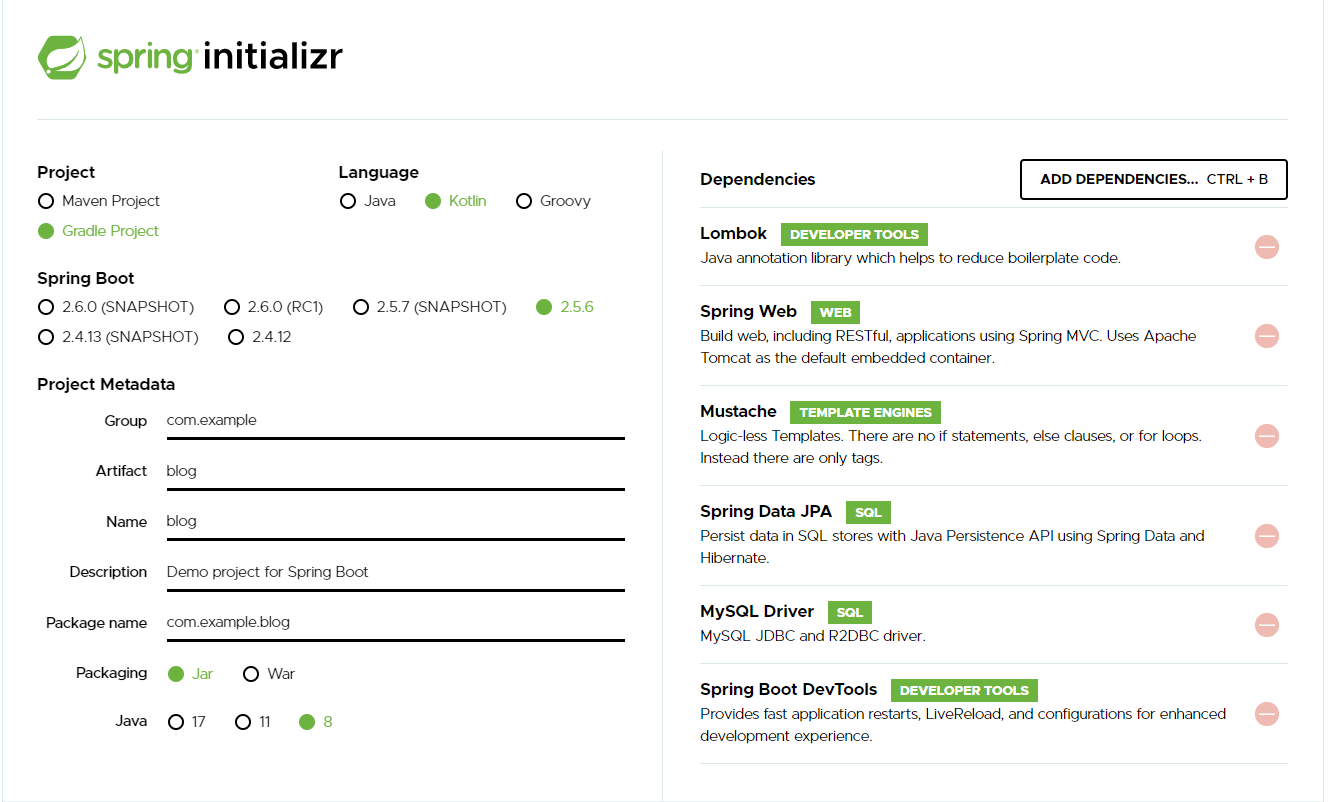 spring initializr
Project
Maven Project
Gradle Project
Language
Java Kotlin Groovy
Spring Boot
2.6.0 (SNAPSHOT) 2.6.0 (RC1) 2.5.7 (SNAPSHOT) 2.5.6
2.4.13 (SNAPSHOT) 2.4.12
Project Metadata
Group com.example
Artifact blog
Name blog
Description Demo project for Spring Boot
Package name com.example.blog
Packaging Jar War
Java 17 11 8
Dependencies
ADD DEPENDENCIES... CTRL + B
Lombok DEVELOPER TOOLS
Java annotation library which helps to reduce boilerplate code.
Spring Web WEB
Build web, including RESTful, applications using Spring MVC. Uses Apache
Tomcat as the default embedded container.
Mustache TEMPLATE ENGINES
Logic-less Templates. There are no if statements, else clauses, or for loops.
Instead there are only tags.
Spring Data JPA SQL
Persist data in SQL stores with Java Persistence API using Spring Data and
Hibernate.
MySQL Driver SQL
MySQL JDBC and R2DBC driver.
Spring Boot DevTools DEVELOPER TOOLS
Provides fast application restarts, LiveReload, and configurations for enhanced
development experience.